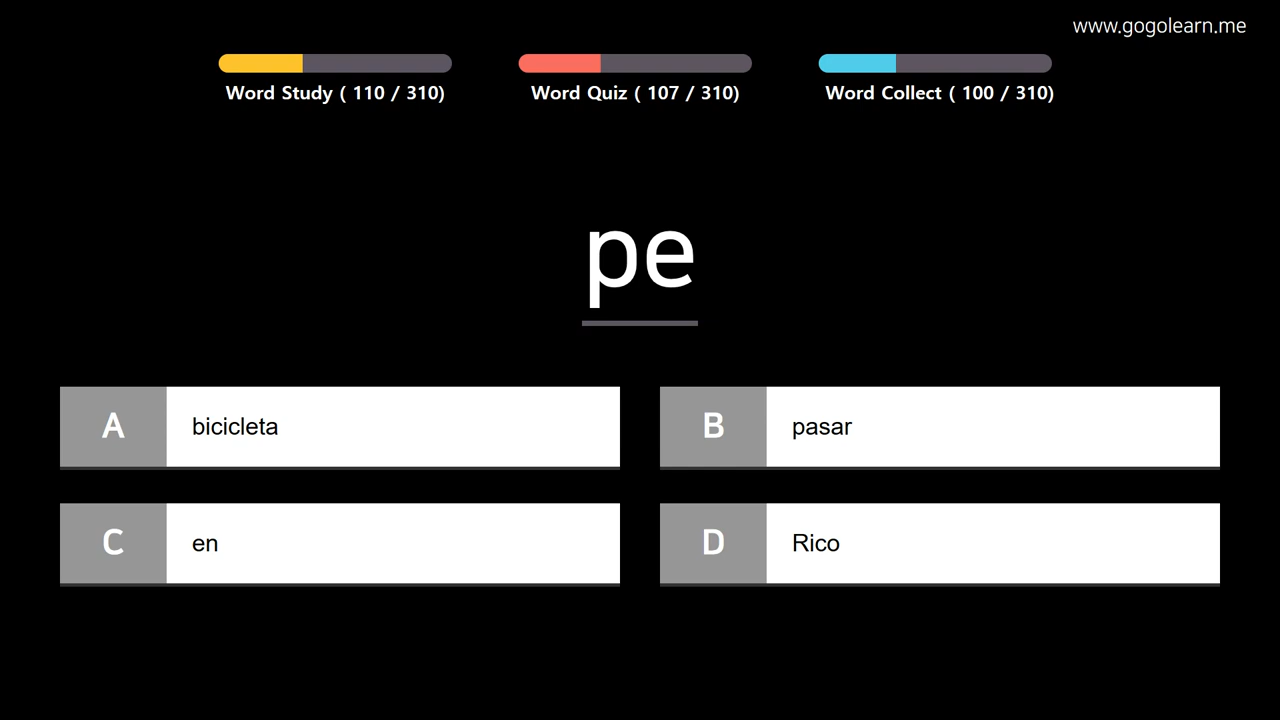 www.gogolearn.me
Word Study ( 110 / 310)
Word Quiz ( 107 / 310)
Word Collect ( 100 / 310)
pe
A bicicleta
B pasar
C en
D Rico